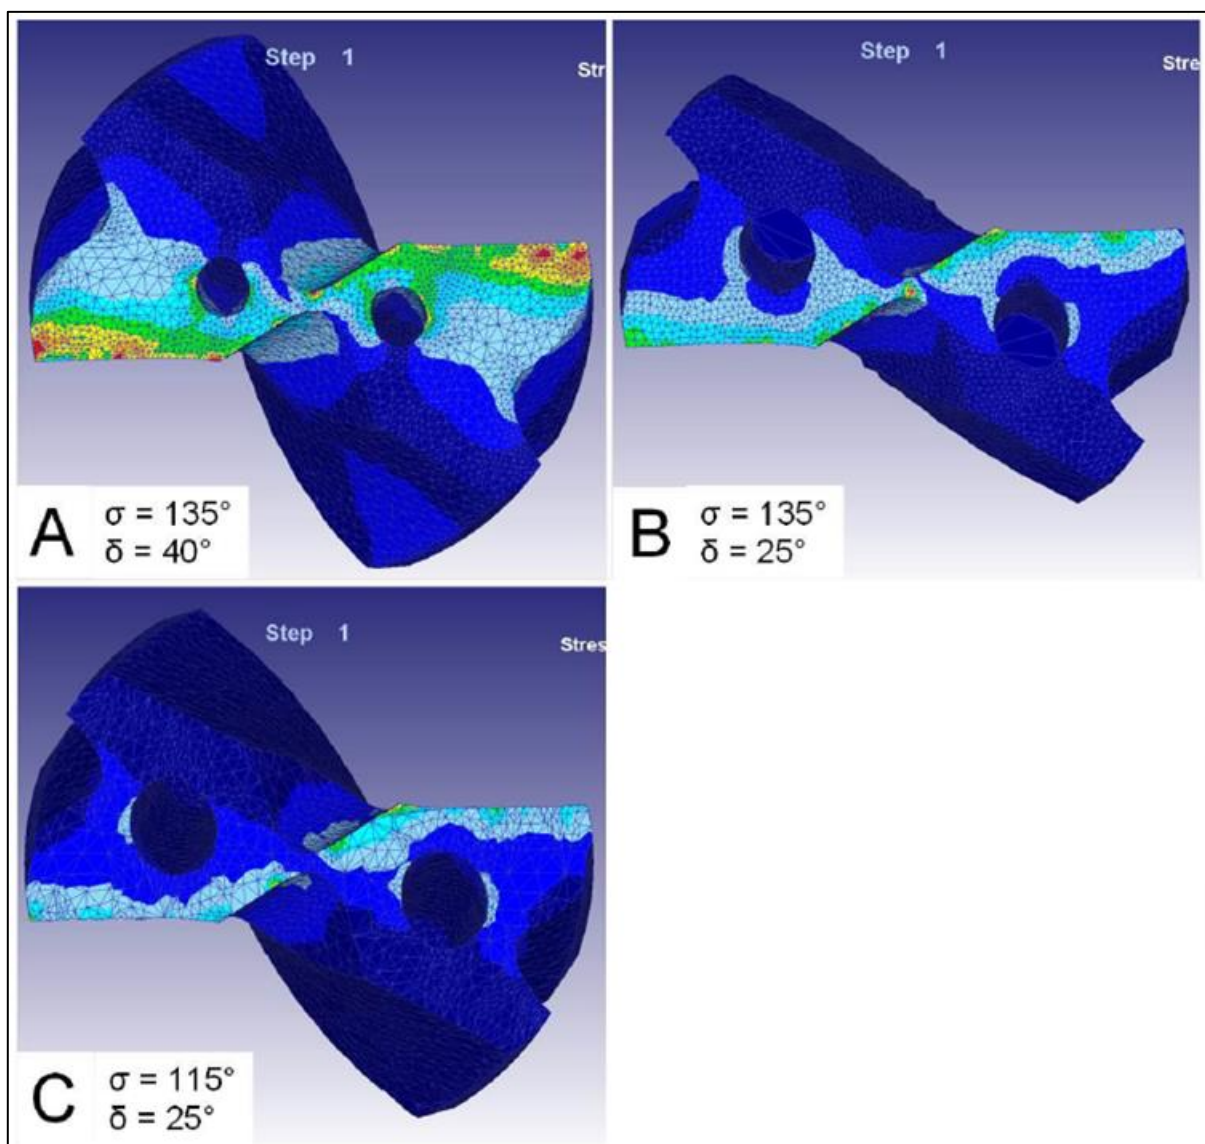 Step 1
Str
A
σ = 135°
δ = 40°
Step 1
Stre
B
σ = 135°
δ = 25°
Step 1
Stres
C
σ = 115°
δ = 25°